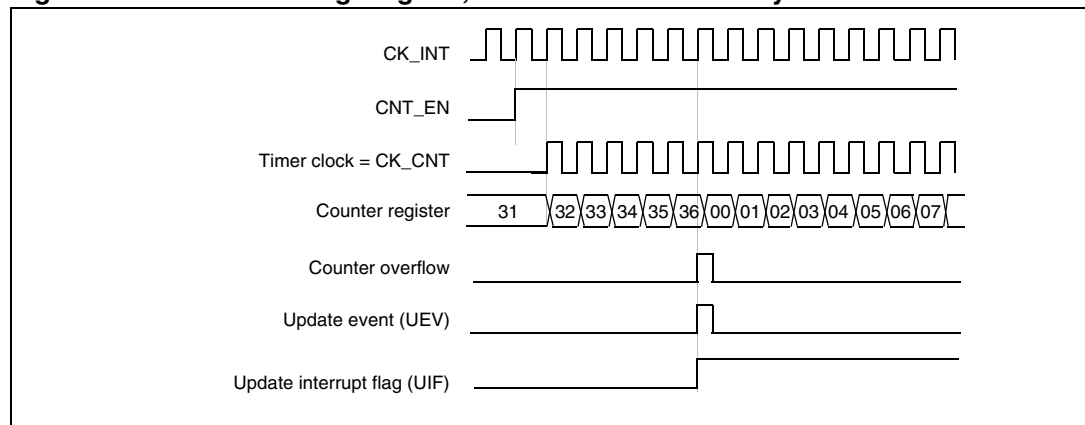 CK_INT
CNT_EN
Timer clock = CK_CNT
Counter register 31 32 33 34 35 36 00 01 02 03 04 05 06 07
Counter overflow
Update event (UEV)
Update interrupt flag (UIF)